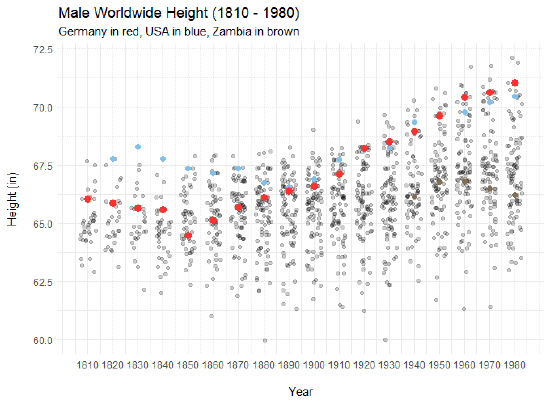 Male Worldwide Height (1810 - 1980)
Germany in red, USA in blue, Zambia in brown
72.5
70.0
67.5
65.0
62.5
60.0
Height (in)
1810 1820 1830 1840 1850 1860 1870 1880 1890 1900 1910 1920 1930 1940 1950 1960 1970 1980
Year